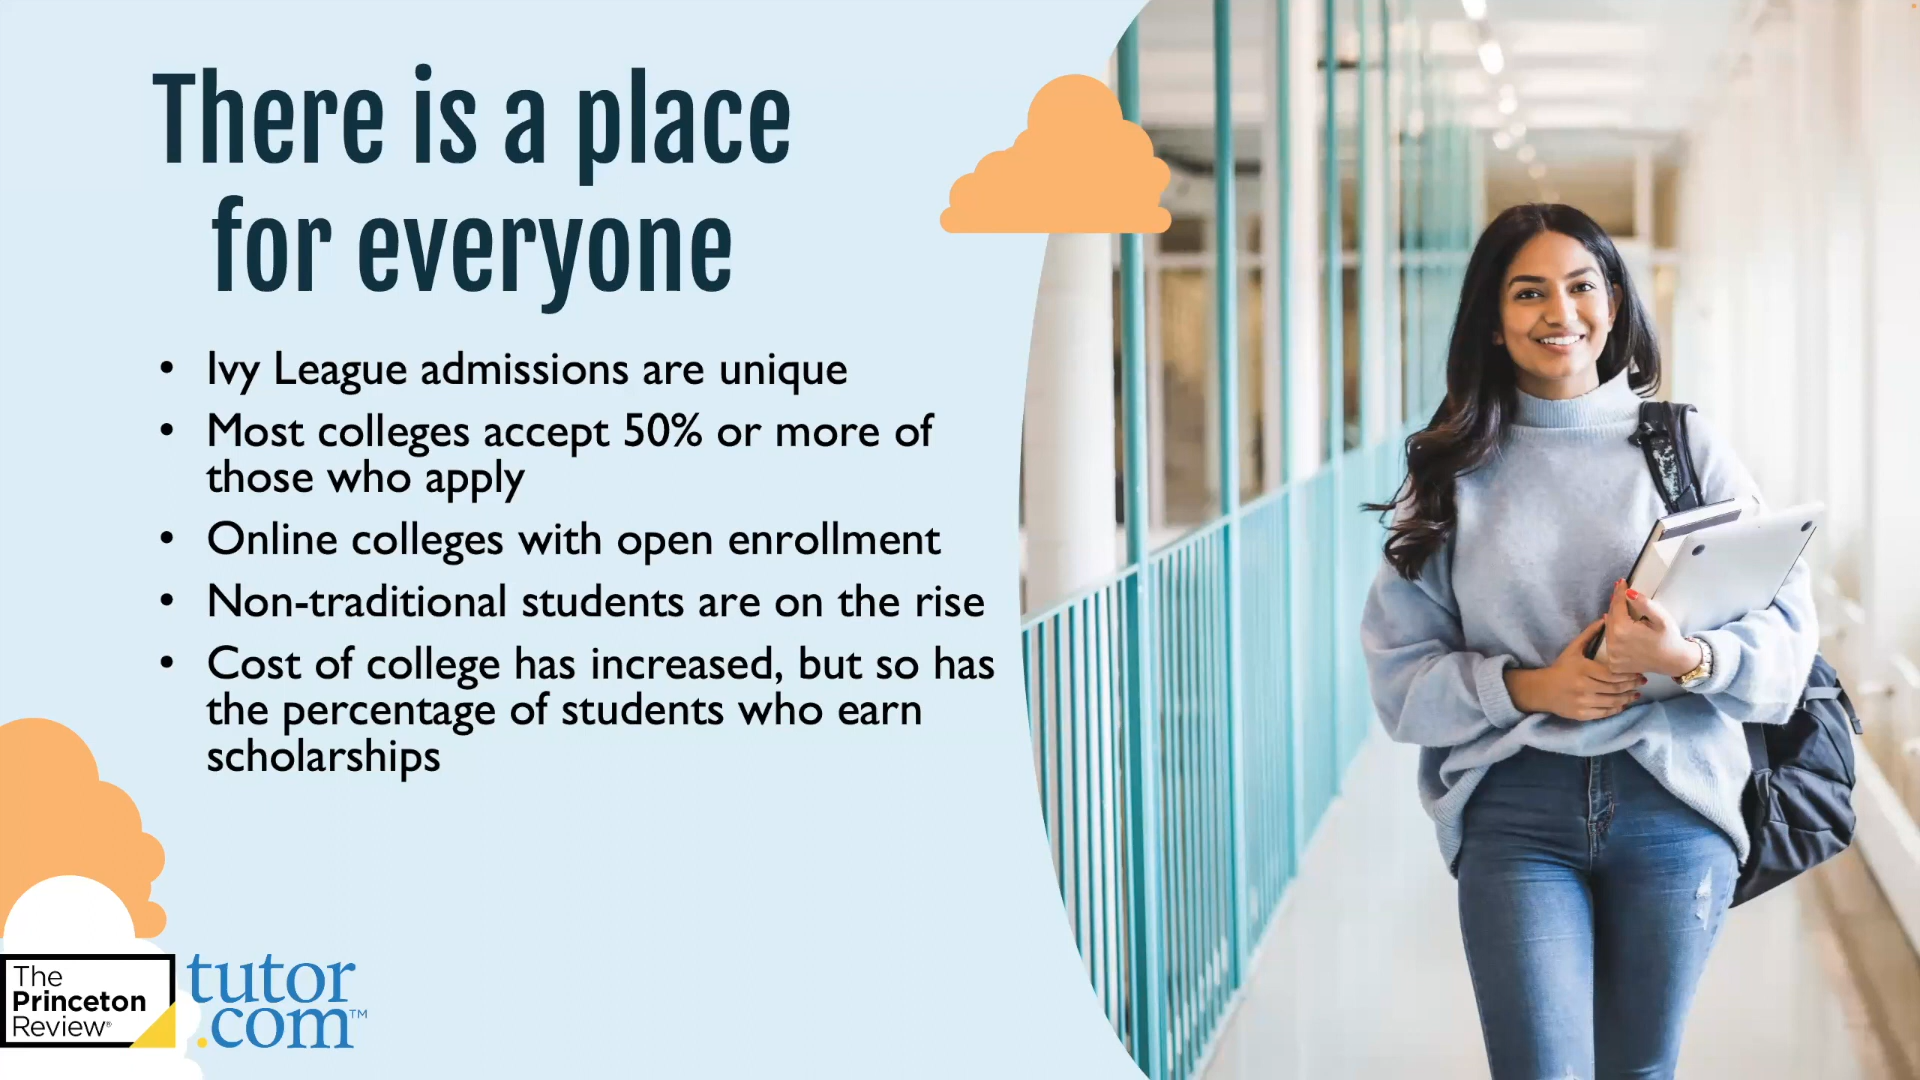 There is a place
for everyone
• Ivy League admissions are unique
• Most colleges accept 50% or more of
those who apply
• Online colleges with open enrollment
• Non-traditional students are on the rise
• Cost of college has increased, but so has
the percentage of students who earn
scholarships
The
Princeton
Review®
tutor
.com™